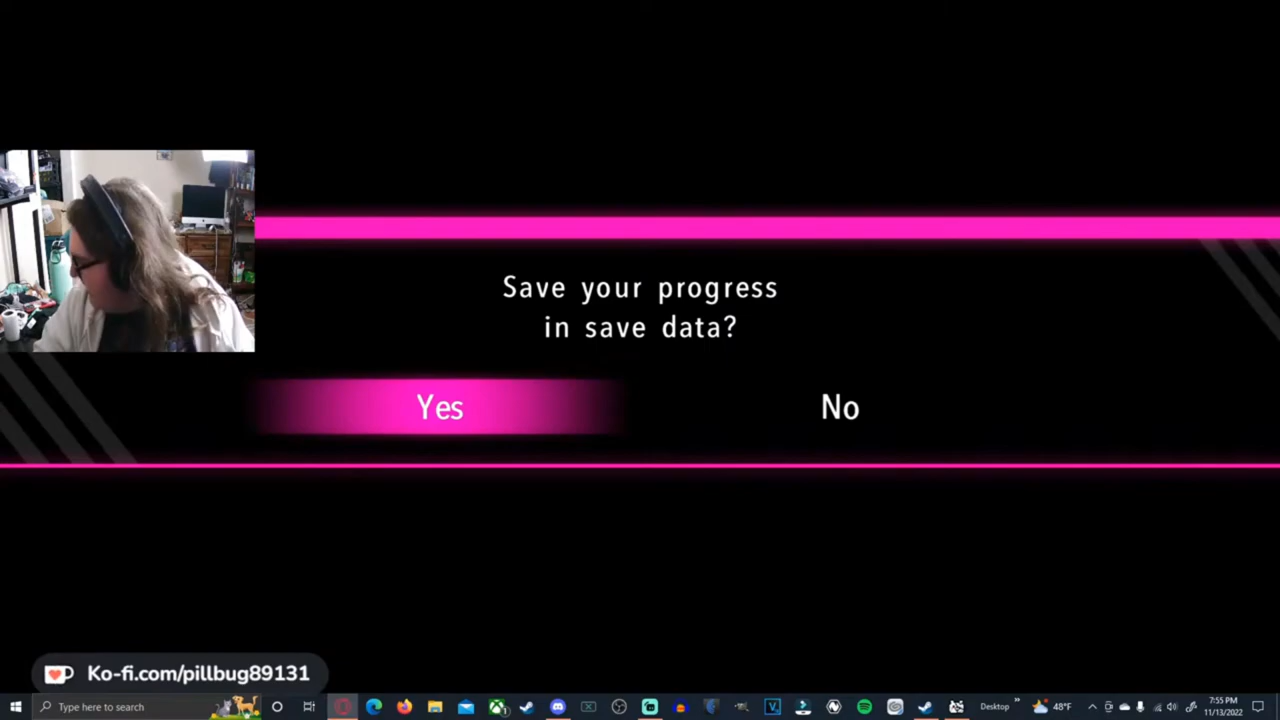 Save your progress
in save data?
Yes
No
Ko-fi.com/pillbug89131
Type here to search
Desktop
48°F
7:55 PM
11/13/2022